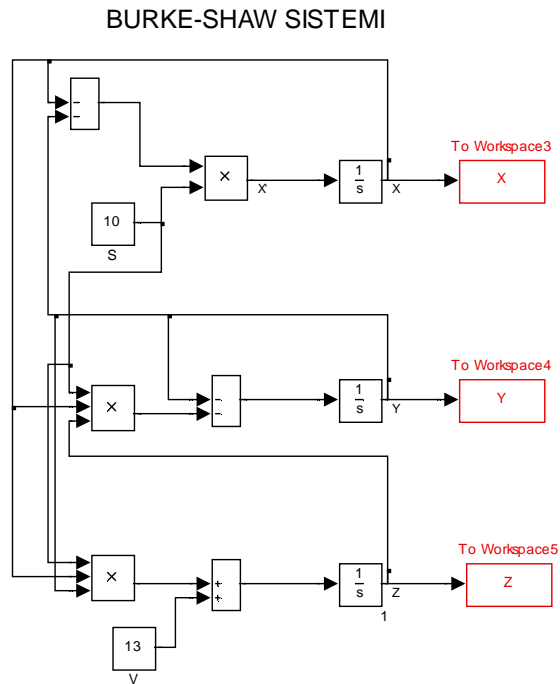 BURKE-SHAW SISTEMI
To Workspace3
−
−
×
X'
1
s
X
X
10
S
To Workspace4
×
-
-
1
s
Y
Y
To Workspace5
×
+
+
1
s
Z
Z
1
13
V